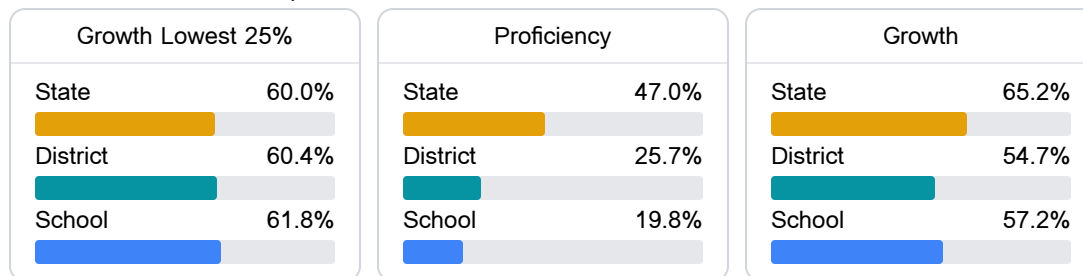 Growth Lowest 25%
State 60.0%
District 60.4%
School 61.8%
Proficiency
State 47.0%
District 25.7%
School 19.8%
Growth
State 65.2%
District 54.7%
School 57.2%